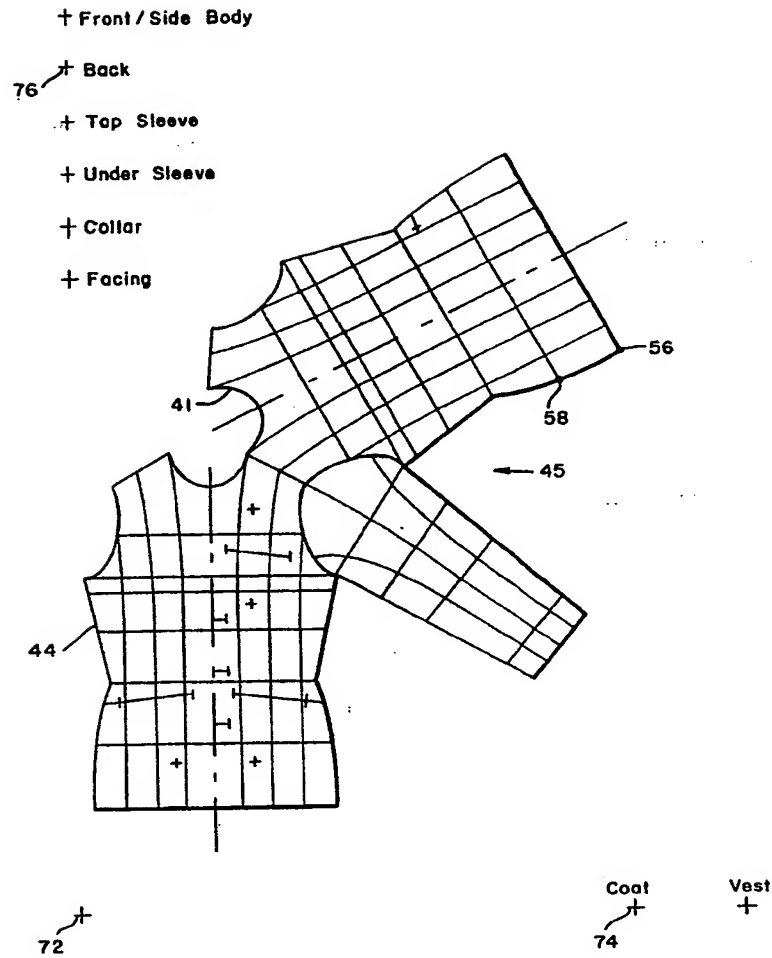 Front/Side Body
Back
76
Top Sleeve
Under Sleeve
Collar
Facing
56
41
58
45
44
Coat
Vest
72
74